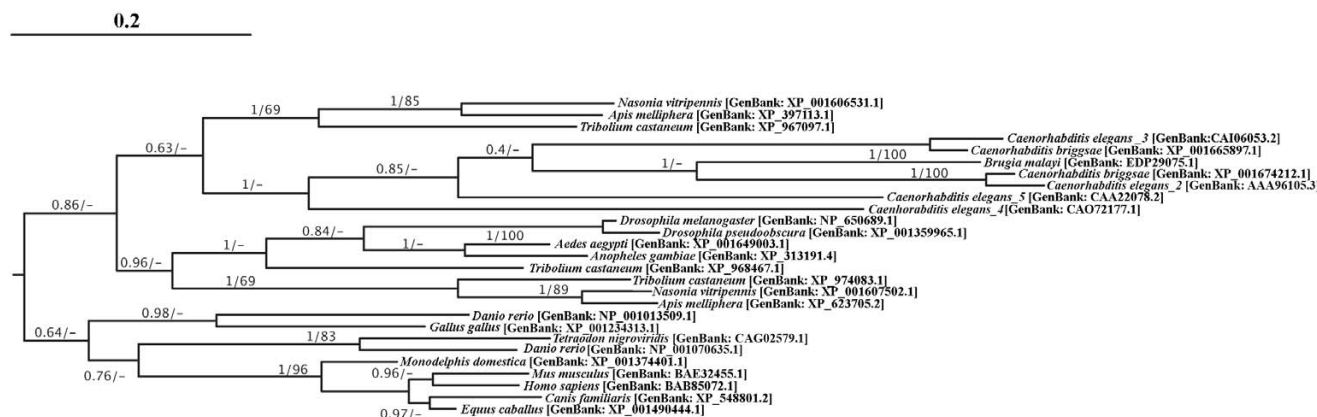 0.2
1/85
Nasonia vitripennis [GenBank: XP_001606531.1]
1/69
Apis melliphera [GenBank: XP_397113.1]
Tribolium castaneum [GenBank: XP_967097.1]
0.63/–
Caenorhabditis elegans_3 [GenBank:CAI06053.2]
0.4/–
Caenorhabditis briggsae [GenBank: XP_001665897.1]
1/–
1/100
Brugia malayi [GenBank: EDP29075.1]
0.85/–
1/100
Caenorhabditis briggsae [GenBank: XP_001674212.1]
1/–
Caenorhabditis elegans_2 [GenBank: AAA96105.3]
Caenorhabditis elegans_5 [GenBank: CAA22078.2]
0.86/–
Caenhorabditis elegans_4[GenBank: CAO72177.1]
Drosophila melanogaster [GenBank: NP_650689.1]
0.84/–
Drosophila pseudoobscura [GenBank: XP_001359965.1]
1/100
1/–
1/–
Aedes aegypti [GenBank: XP_001649003.1]
Anopheles gambiae [GenBank: XP_313191.4]
0.96/–
Tribolium castaneum [GenBank: XP_968467.1]
1/69
Tribolium castaneum [GenBank: XP_974083.1]
1/89
Nasonia vitripennis [GenBank: XP_001607502.1]
Apis melliphera [GenBank: XP_623705.2]
0.98/–
Danio rerio [GenBank: NP_001013509.1]
0.64/–
Gallus gallus [GenBank: XP_001234313.1]
1/83
Tetraodon nigroviridis [GenBank: CAG02579.1]
Danio rerio [GenBank: NP_001070635.1]
0.76/–
Monodelphis domestica [GenBank: XP_001374401.1]
1/96
0.96/–
Mus musculus [GenBank: BAE32455.1]
Homo sapiens [GenBank: BAB85072.1]
Canis familiaris [GenBank: XP_548801.2]
0.97/–
Equus caballus [GenBank: XP_001490444.1]